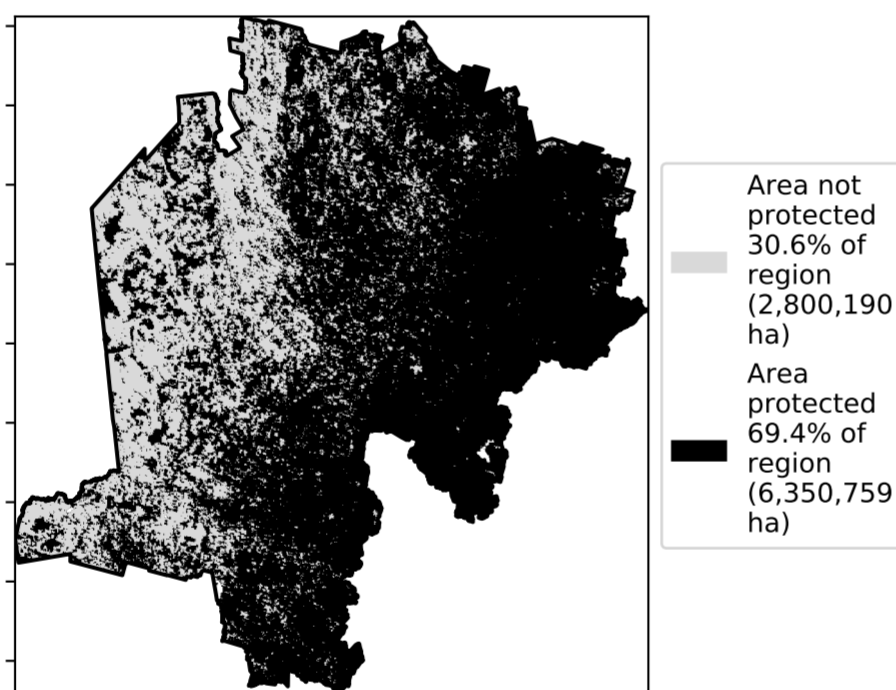 Area not
protected
30.6% of
region
(2,800,190
ha)
Area
protected
69.4% of
region
(6,350,759
ha)